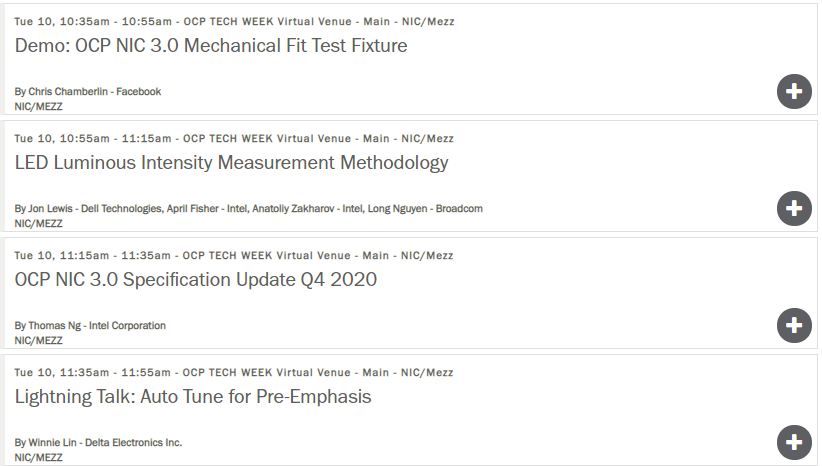 Tue 10, 10:35am - 10:55am - OCP TECH WEEK Virtual Venue - Main - NIC/Mezz
Demo: OCP NIC 3.0 Mechanical Fit Test Fixture
By Chris Chamberlin - Facebook
NIC/MEZZ
Tue 10, 10:55am - 11:15am - OCP TECH WEEK Virtual Venue - Main - NIC/Mezz
LED Luminous Intensity Measurement Methodology
By Jon Lewis - Dell Technologies, April Fisher - Intel, Anatoliy Zakharov - Intel, Long Nguyen - Broadcom
NIC/MEZZ
Tue 10, 11:15am - 11:35am - OCP TECH WEEK Virtual Venue - Main - NIC/Mezz
OCP NIC 3.0 Specification Update Q4 2020
By Thomas Ng - Intel Corporation
NIC/MEZZ
Tue 10, 11:35am - 11:55am - OCP TECH WEEK Virtual Venue - Main - NIC/Mezz
Lightning Talk: Auto Tune for Pre-Emphasis
By Winnie Lin - Delta Electronics Inc.
NIC/MEZZ